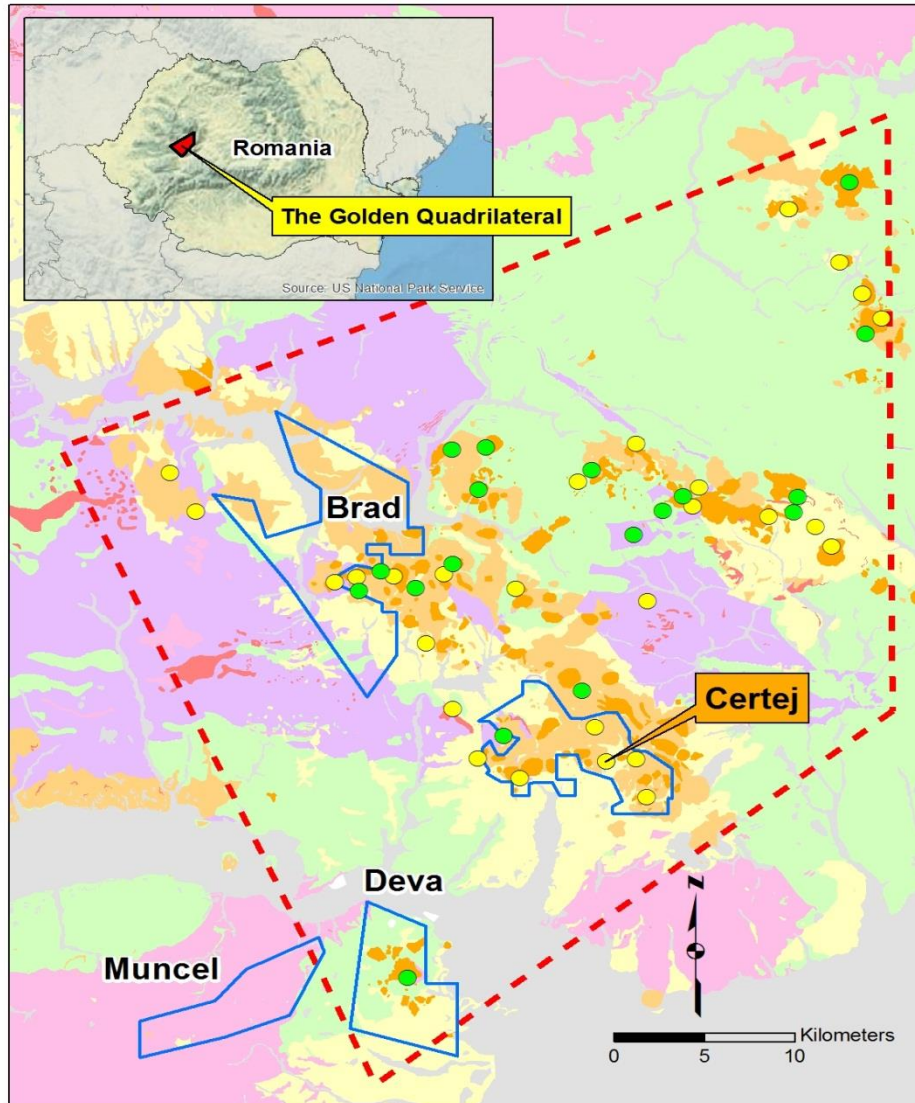 Romania
The Golden Quadrilateral
Source: US National Park Service
Brad
Certej
Deva
Muncel
N
Kilometers
0 5 10